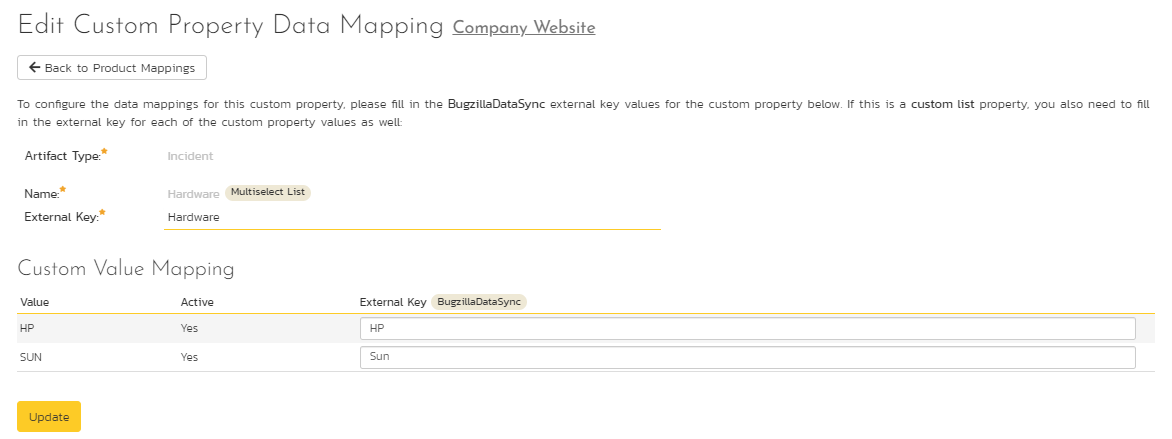 Edit Custom Property Data Mapping Company Website
Back to Product Mappings
To configure the data mappings for this custom property, please fill in the BugzillaDataSync external key values for the custom property below. If this is a custom list property, you also need to fill
in the external key for each of the custom property values as well:
Artifact Type:* Incident
Name:* Hardware Multiselect List
External Key:* Hardware
Custom Value Mapping
Value Active External Key BugzillaDataSync
HP Yes HP
SUN Yes Sun
Update